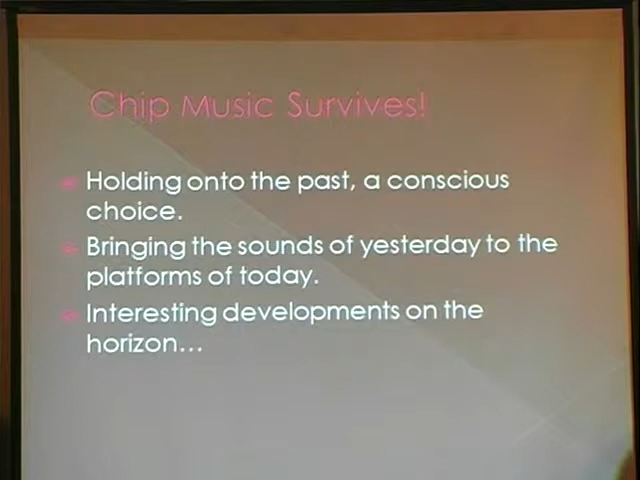 Chip Music Survives!
Holding onto the past, a conscious
choice.
Bringing the sounds of yesterday to the
platforms of today.
Interesting developments on the
horizon...